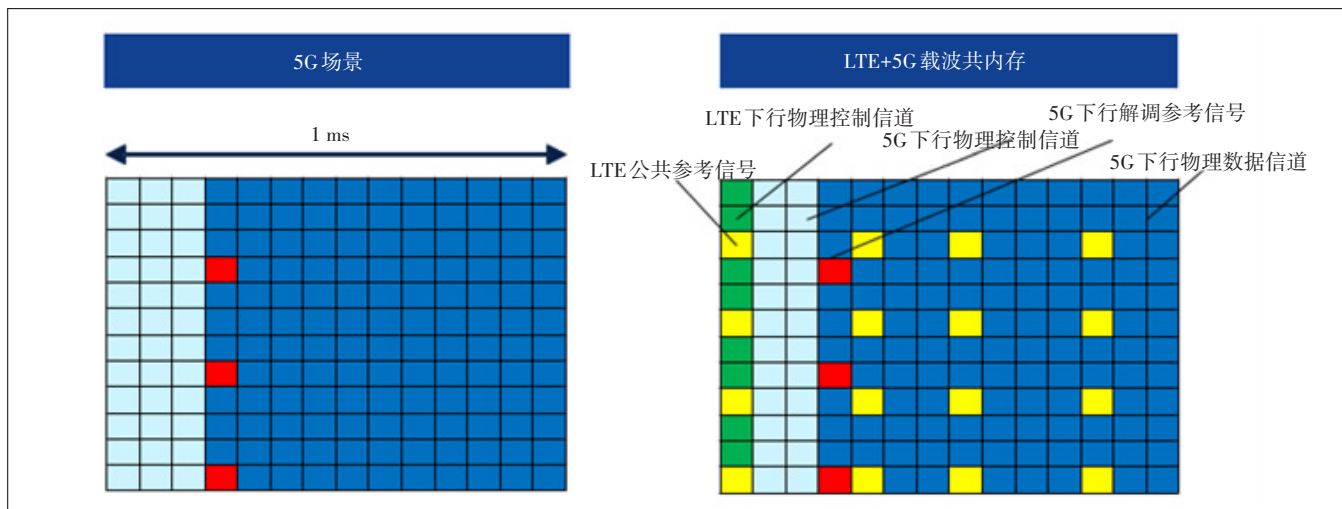 5G场景
LTE+5G载波共内存
1 ms
LTE下行物理控制信道
5G下行解调参考信号
5G下行物理控制信道
LTE公共参考信号
5G下行物理数据信道